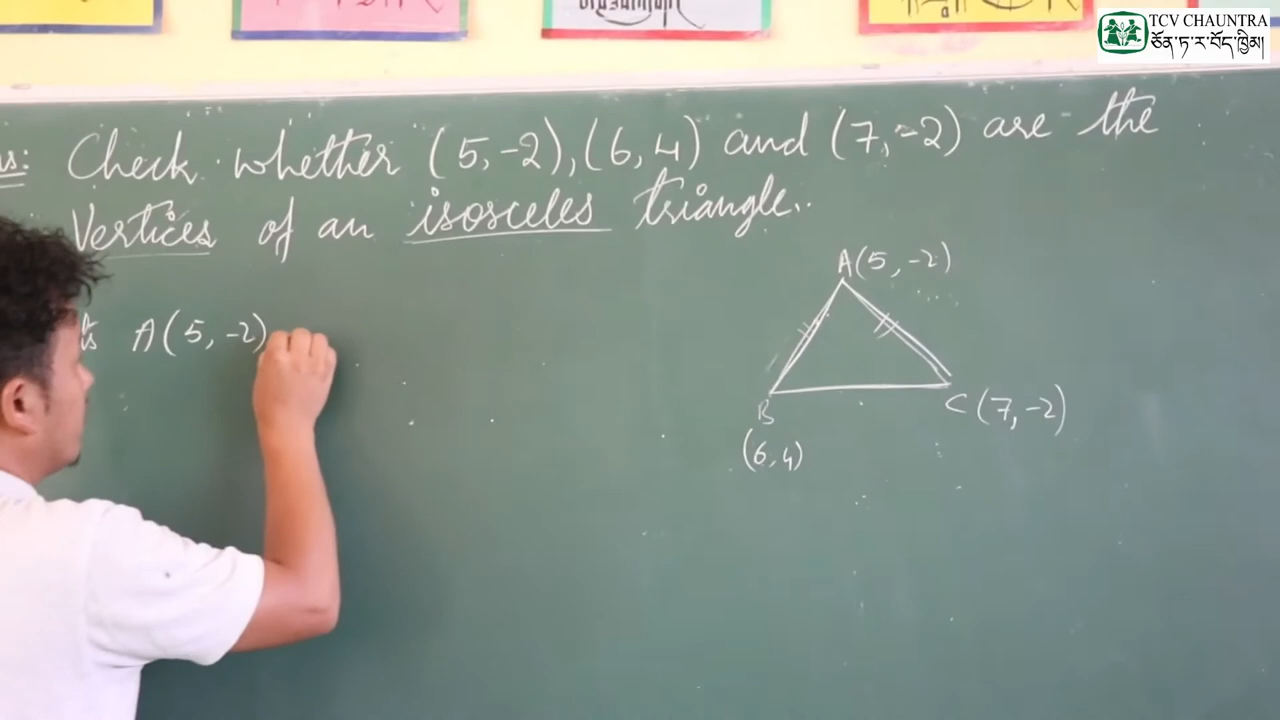 TCV CHAUNTRA
ཅོན་ཏ་ར་བོད་ཁྱིམ།
Check whether (5,-2), (6,4) and (7,-2) are the
Vertices of an isosceles triangle.
A(5, -2)
A(5, -2)
B
(6, 4)
C (7, -2)